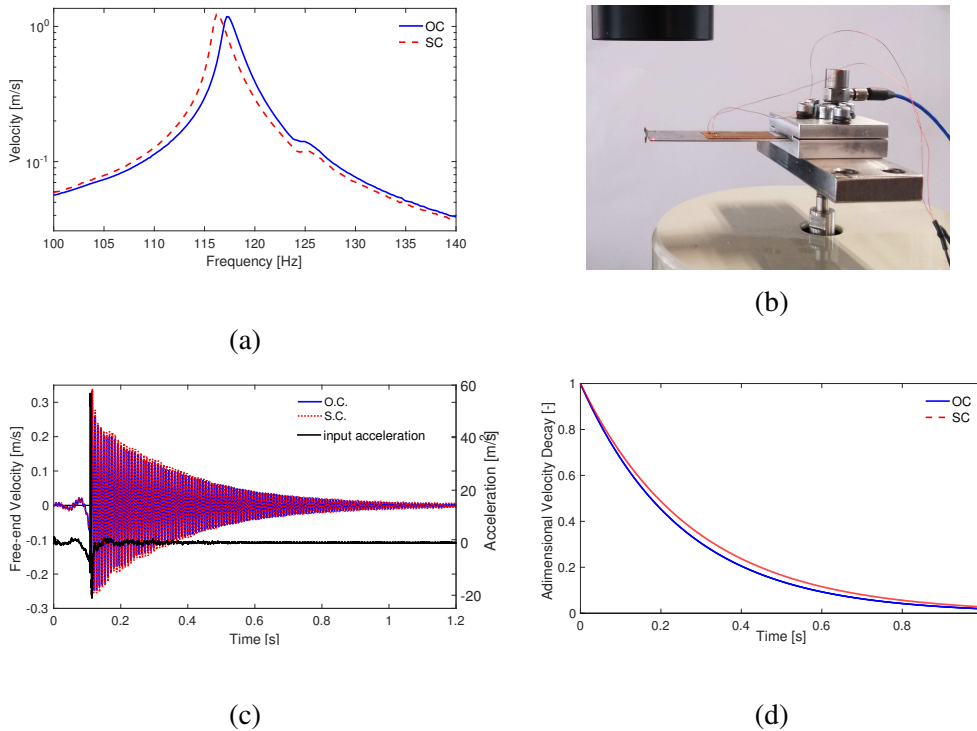 10^0
10^-1
Velocity [m/s]
OC
SC
100 105 110 115 120 125 130 135 140
Frequency [Hz]
(a)
(b)
0.3
0.2
0.1
0
-0.1
-0.2
-0.3
Free-end Velocity [m/s]
O.C.
S.C.
input acceleration
60
40
20
0
-20
Acceleration [m/s²]
0 0.2 0.4 0.6 0.8 1 1.2
Time [s]
(c)
1
0.8
0.6
0.4
0.2
0
Adimensional Velocity Decay [-]
OC
SC
0 0.2 0.4 0.6 0.8
Time [s]
(d)